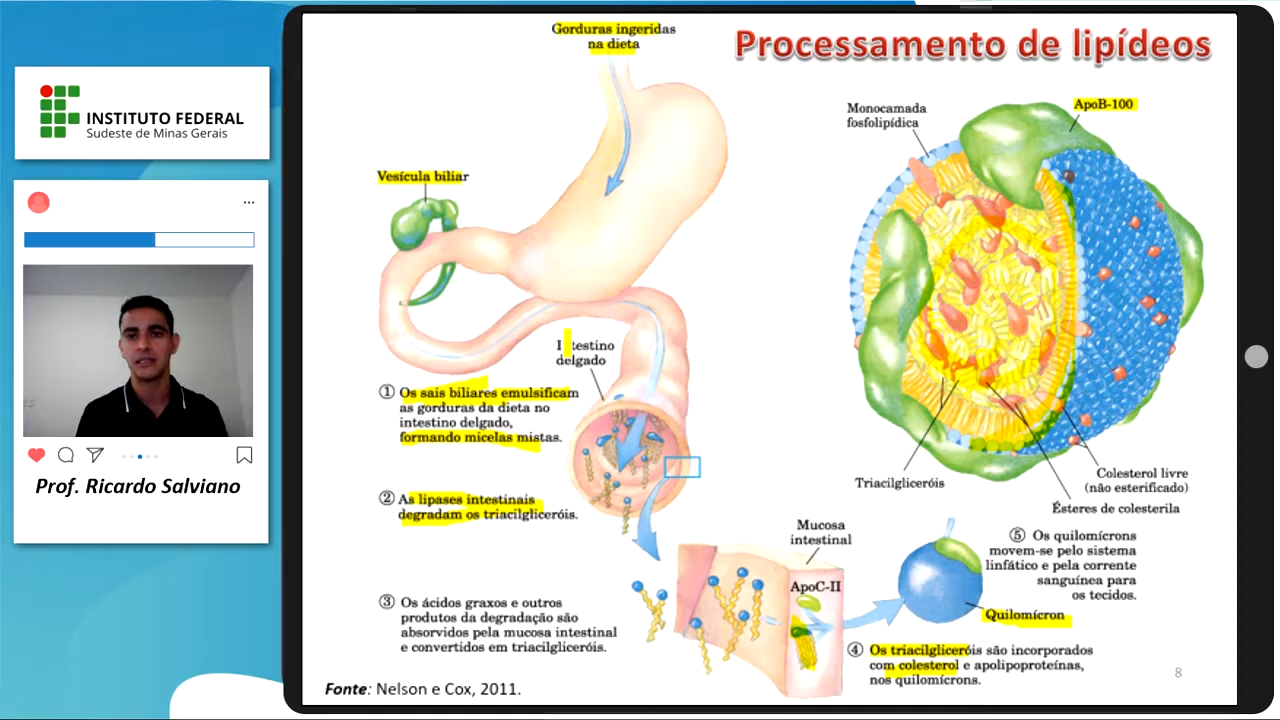 Processamento de lipídeos
INSTITUTO FEDERAL
Sudeste de Minas Gerais
Prof. Ricardo Salviano
Gorduras ingeridas
na dieta
Vesícula biliar
I testino
delgado
① Os sais biliares emulsificam
as gorduras da dieta no
intestino delgado,
formando micelas mistas.
② As lipases intestinais
degradam os triacilgliceróis.
③ Os ácidos graxos e outros
produtos da degradação são
absorvidos pela mucosa intestinal
e convertidos em triacilgliceróis.
Fonte: Nelson e Cox, 2011.
Monocamada
fosfolipídica
ApoB-100
Triacilgliceróis
Colesterol livre
(não esterificado)
Ésteres de colesterila
Mucosa
intestinal
ApoC-II
⑤ Os quilomícrons
movem-se pelo sistema
linfático e pela corrente
sanguínea para
os tecidos.
Quilomícron
④ Os triacilgliceróis são incorporados
com colesterol e apolipoproteínas,
nos quilomícrons.
8